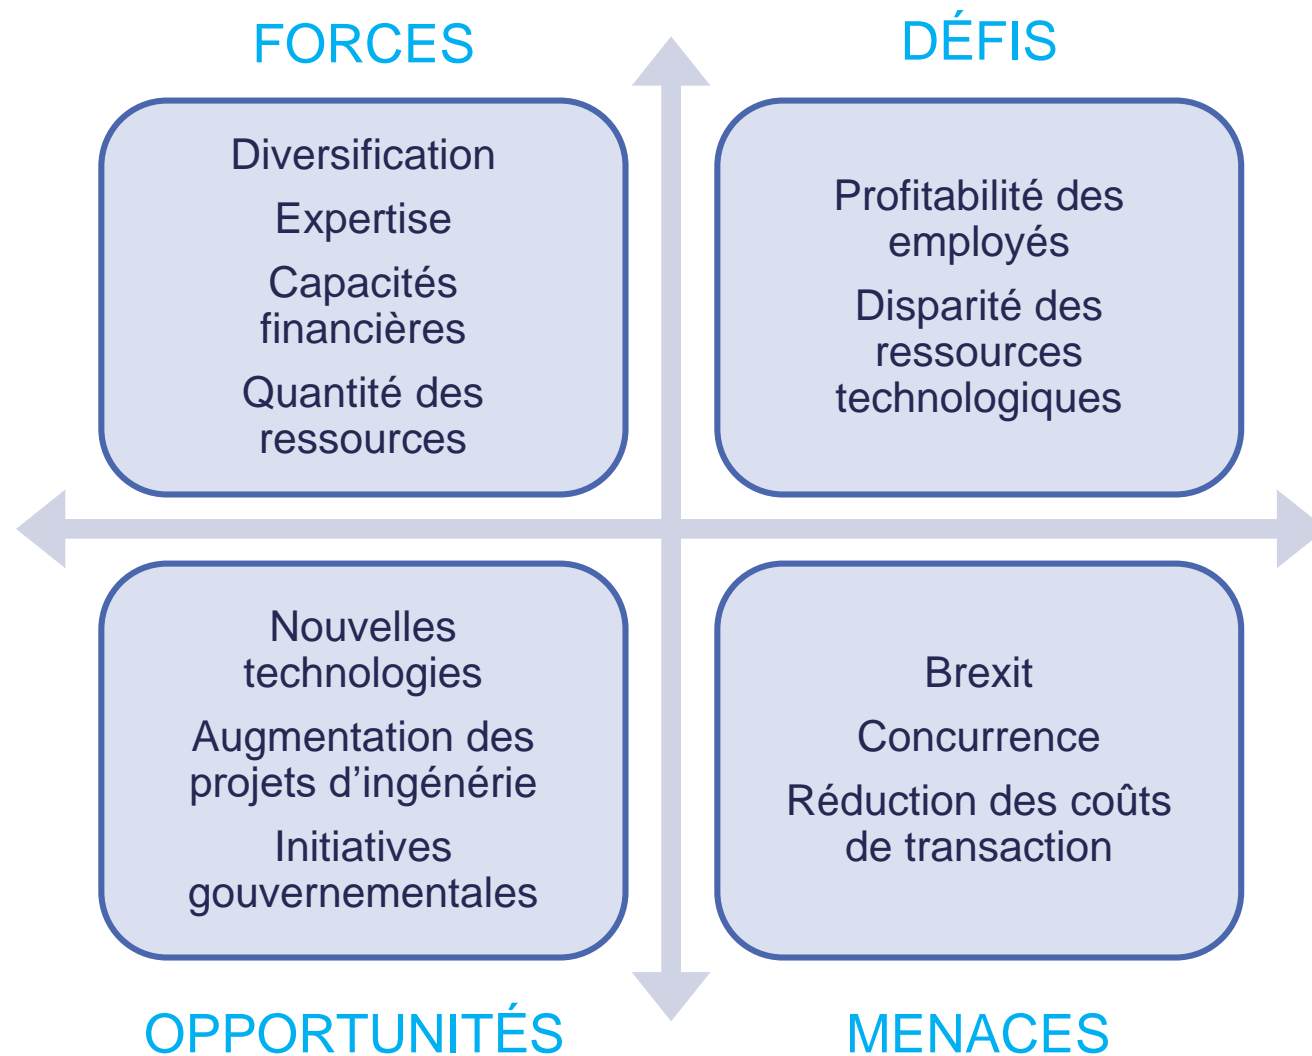 FORCES
Diversification
Expertise
Capacités
financières
Quantité des
ressources
DÉFIS
Profitabilité des
employés
Disparité des
ressources
technologiques
Nouvelles
technologies
Augmentation des
projets d’ingénérie
Initiatives
gouvernementales
OPPORTUNITÉS
Brexit
Concurrence
Réduction des coûts
de transaction
MENACES